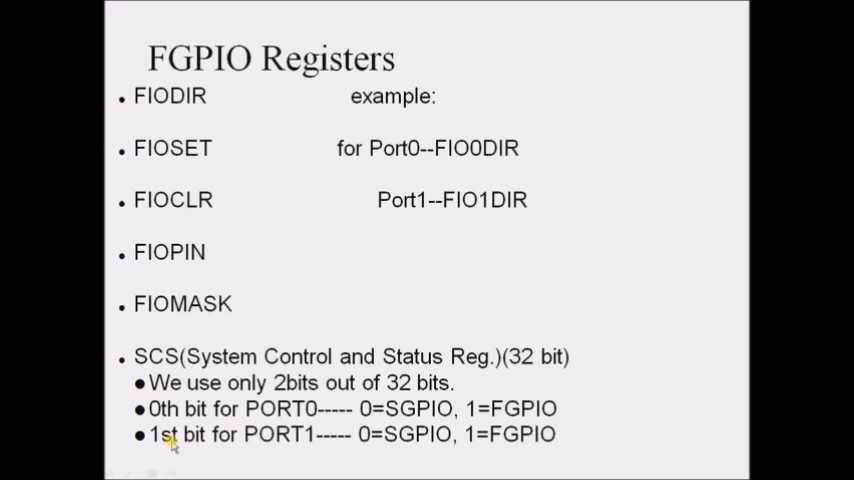 FGPIO Registers
• FIODIR example:
• FIOSET for Port0--FIO0DIR
• FIOCLR Port1--FIO1DIR
• FIOPIN
• FIOMASK
• SCS(System Control and Status Reg.)(32 bit)
● We use only 2bits out of 32 bits.
● 0th bit for PORT0----- 0=SGPIO, 1=FGPIO
● 1st bit for PORT1----- 0=SGPIO, 1=FGPIO